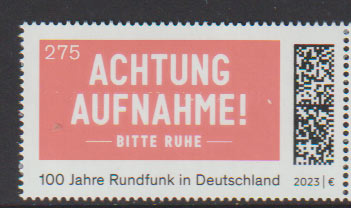 275
ACHTUNG
AUFNAHME!
BITTE RUHE
100 Jahre Rundfunk in Deutschland 2023 | €